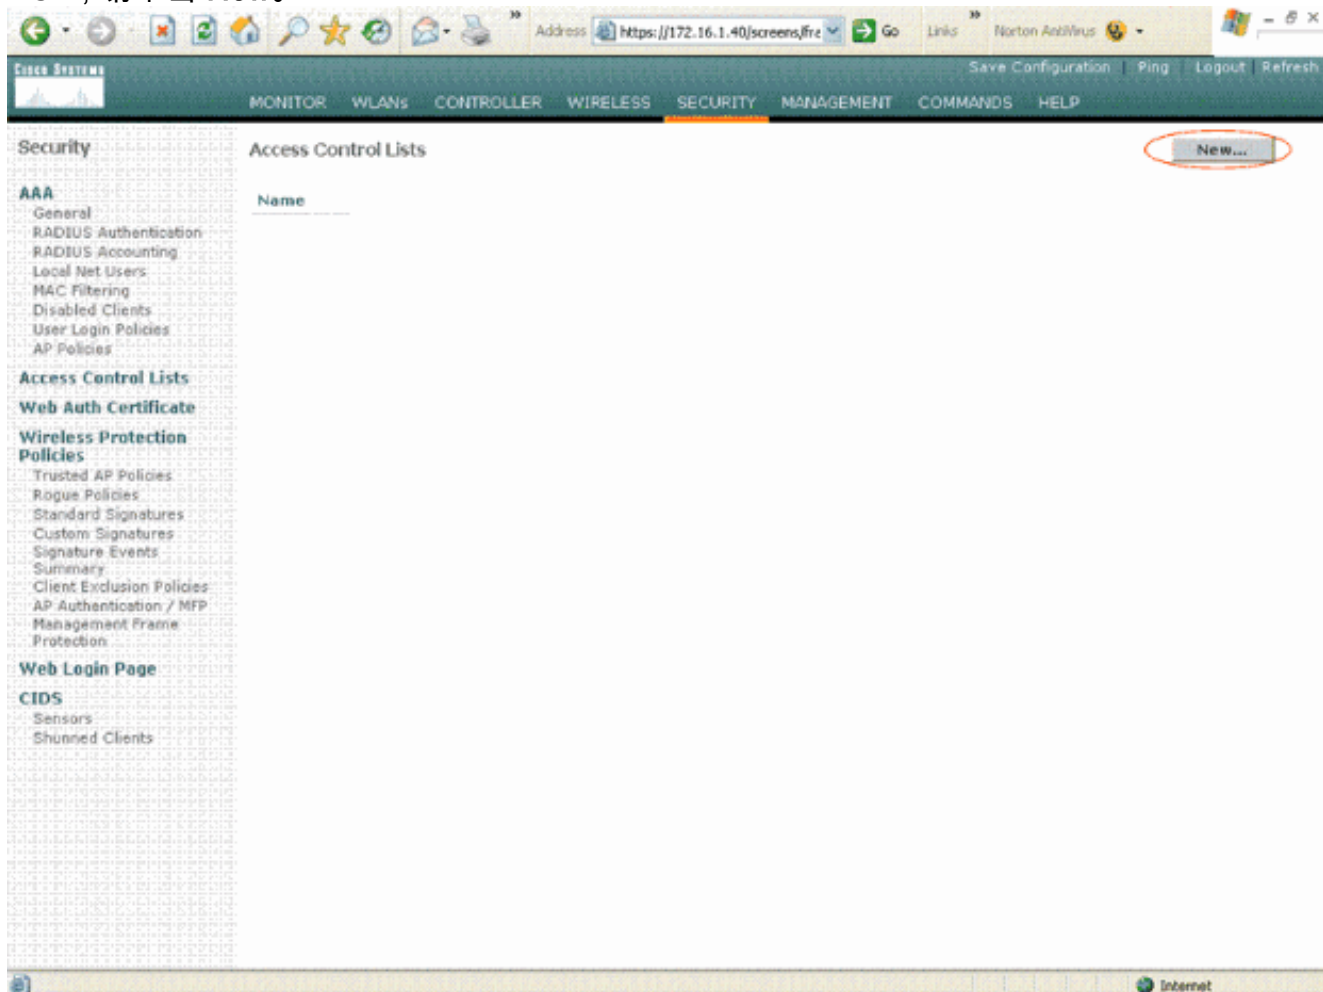 Address https://172.16.1.40/screens/fra Go Links Norton AntiVirus
CISCO SYSTEMS
Save Configuration | Ping | Logout | Refresh
MONITOR WLANs CONTROLLER WIRELESS SECURITY MANAGEMENT COMMANDS HELP
Security
Access Control Lists
New...
Name
AAA
General
RADIUS Authentication
RADIUS Accounting
Local Net Users
MAC Filtering
Disabled Clients
User Login Policies
AP Policies
Access Control Lists
Web Auth Certificate
Wireless Protection
Policies
Trusted AP Policies
Rogue Policies
Standard Signatures
Custom Signatures
Signature Events
Summary
Client Exclusion Policies
AP Authentication / MFP
Management Frame
Protection
Web Login Page
CIDS
Sensors
Shunned Clients
Internet